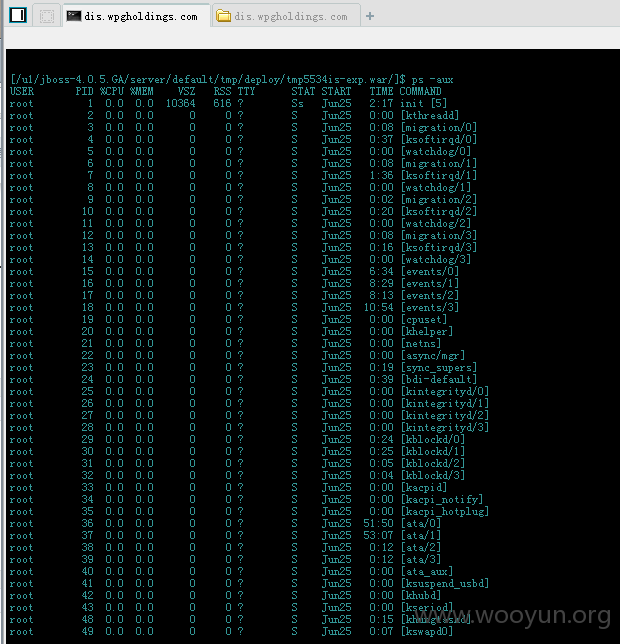 dis.wpgholdings.com dis.wpgholdings.com
[/u1/jboss-4.0.5.GA/server/default/tmp/deploy/tmp5534is-exp.war/]$ ps -aux
USER PID %CPU %MEM VSZ RSS TTY STAT START TIME COMMAND
root 1 0.0 0.0 10364 616 ? Ss Jun25 2:17 init [5]
root 2 0.0 0.0 0 0 ? S Jun25 0:00 [kthreadd]
root 3 0.0 0.0 0 0 ? S Jun25 0:08 [migration/0]
root 4 0.0 0.0 0 0 ? S Jun25 0:37 [ksoftirqd/0]
root 5 0.0 0.0 0 0 ? S Jun25 0:00 [watchdog/0]
root 6 0.0 0.0 0 0 ? S Jun25 0:08 [migration/1]
root 7 0.0 0.0 0 0 ? S Jun25 1:36 [ksoftirqd/1]
root 8 0.0 0.0 0 0 ? S Jun25 0:00 [watchdog/1]
root 9 0.0 0.0 0 0 ? S Jun25 0:02 [migration/2]
root 10 0.0 0.0 0 0 ? S Jun25 0:20 [ksoftirqd/2]
root 11 0.0 0.0 0 0 ? S Jun25 0:00 [watchdog/2]
root 12 0.0 0.0 0 0 ? S Jun25 0:08 [migration/3]
root 13 0.0 0.0 0 0 ? S Jun25 0:16 [ksoftirqd/3]
root 14 0.0 0.0 0 0 ? S Jun25 0:00 [watchdog/3]
root 15 0.0 0.0 0 0 ? S Jun25 6:34 [events/0]
root 16 0.0 0.0 0 0 ? S Jun25 8:29 [events/1]
root 17 0.0 0.0 0 0 ? S Jun25 8:13 [events/2]
root 18 0.0 0.0 0 0 ? S Jun25 10:54 [events/3]
root 19 0.0 0.0 0 0 ? S Jun25 0:00 [cpuset]
root 20 0.0 0.0 0 0 ? S Jun25 0:00 [khelper]
root 21 0.0 0.0 0 0 ? S Jun25 0:00 [netns]
root 22 0.0 0.0 0 0 ? S Jun25 0:00 [async/mgr]
root 23 0.0 0.0 0 0 ? S Jun25 0:19 [sync_supers]
root 24 0.0 0.0 0 0 ? S Jun25 0:39 [bdi-default]
root 25 0.0 0.0 0 0 ? S Jun25 0:00 [kintegrityd/0]
root 26 0.0 0.0 0 0 ? S Jun25 0:00 [kintegrityd/1]
root 27 0.0 0.0 0 0 ? S Jun25 0:00 [kintegrityd/2]
root 28 0.0 0.0 0 0 ? S Jun25 0:00 [kintegrityd/3]
root 29 0.0 0.0 0 0 ? S Jun25 0:24 [kblockd/0]
root 30 0.0 0.0 0 0 ? S Jun25 0:25 [kblockd/1]
root 31 0.0 0.0 0 0 ? S Jun25 0:05 [kblockd/2]
root 32 0.0 0.0 0 0 ? S Jun25 0:04 [kblockd/3]
root 33 0.0 0.0 0 0 ? S Jun25 0:00 [kacpid]
root 34 0.0 0.0 0 0 ? S Jun25 0:00 [kacpi_notify]
root 35 0.0 0.0 0 0 ? S Jun25 0:00 [kacpi_hotplug]
root 36 0.0 0.0 0 0 ? S Jun25 51:50 [ata/0]
root 37 0.0 0.0 0 0 ? S Jun25 53:07 [ata/1]
root 38 0.0 0.0 0 0 ? S Jun25 0:12 [ata/2]
root 39 0.0 0.0 0 0 ? S Jun25 0:12 [ata/3]
root 40 0.0 0.0 0 0 ? S Jun25 0:00 [ata_aux]
root 41 0.0 0.0 0 0 ? S Jun25 0:00 [ksuspend_usbd]
root 42 0.0 0.0 0 0 ? S Jun25 0:00 [khubd]
root 43 0.0 0.0 0 0 ? S Jun25 0:00 [kseriod]
root 48 0.0 0.0 0 0 ? S Jun25 0:15 [khungtaskd]
root 49 0.0 0.0 0 0 ? S Jun25 0:07 [kswapd0]
www.wooyun.org